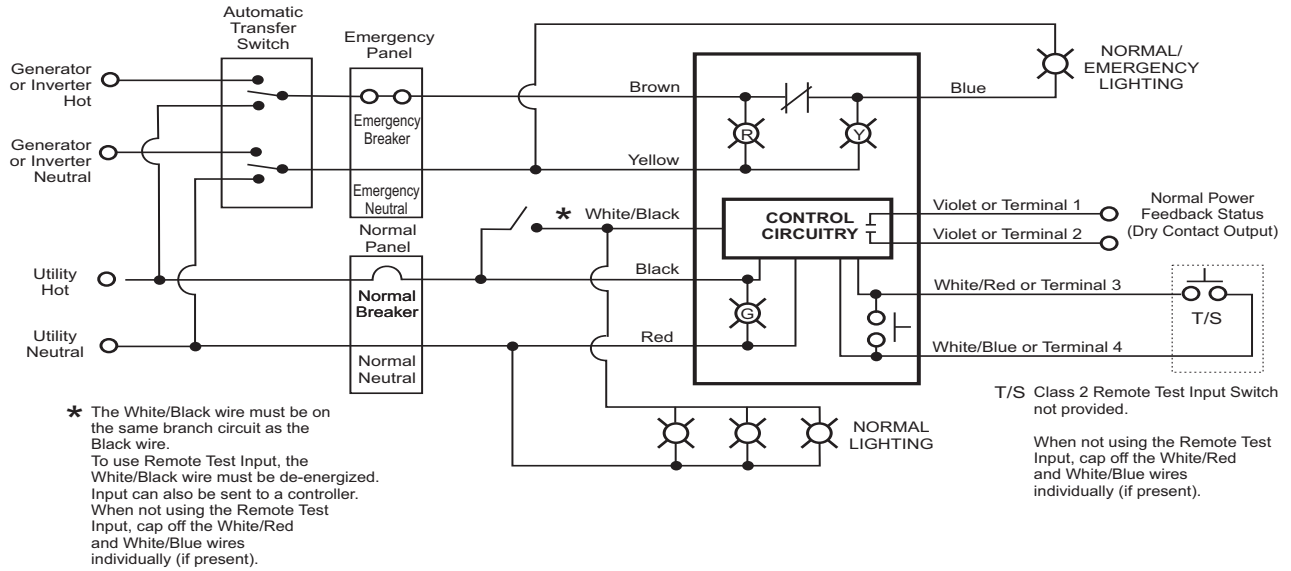 Automatic
Transfer
Switch
Emergency
Panel
Generator
or Inverter
Hot
Generator
or Inverter
Neutral
Emergency
Breaker
Emergency
Neutral
Normal
Panel
Normal
Breaker
Normal
Neutral
Utility
Hot
Utility
Neutral
Brown
Yellow
* White/Black
Black
Red
R
Y
G
CONTROL
CIRCUITRY
Blue
NORMAL/
EMERGENCY
LIGHTING
Violet or Terminal 1
Violet or Terminal 2
Normal Power
Feedback Status
(Dry Contact Output)
White/Red or Terminal 3
White/Blue or Terminal 4
T/S
NORMAL
LIGHTING
* The White/Black wire must be on
the same branch circuit as the
Black wire.
To use Remote Test Input, the
White/Black wire must be de-energized.
Input can also be sent to a controller.
When not using the Remote Test
Input, cap off the White/Red
and White/Blue wires
individually (if present).
T/S Class 2 Remote Test Input Switch
not provided.
When not using the Remote Test
Input, cap off the White/Red
and White/Blue wires
individually (if present).